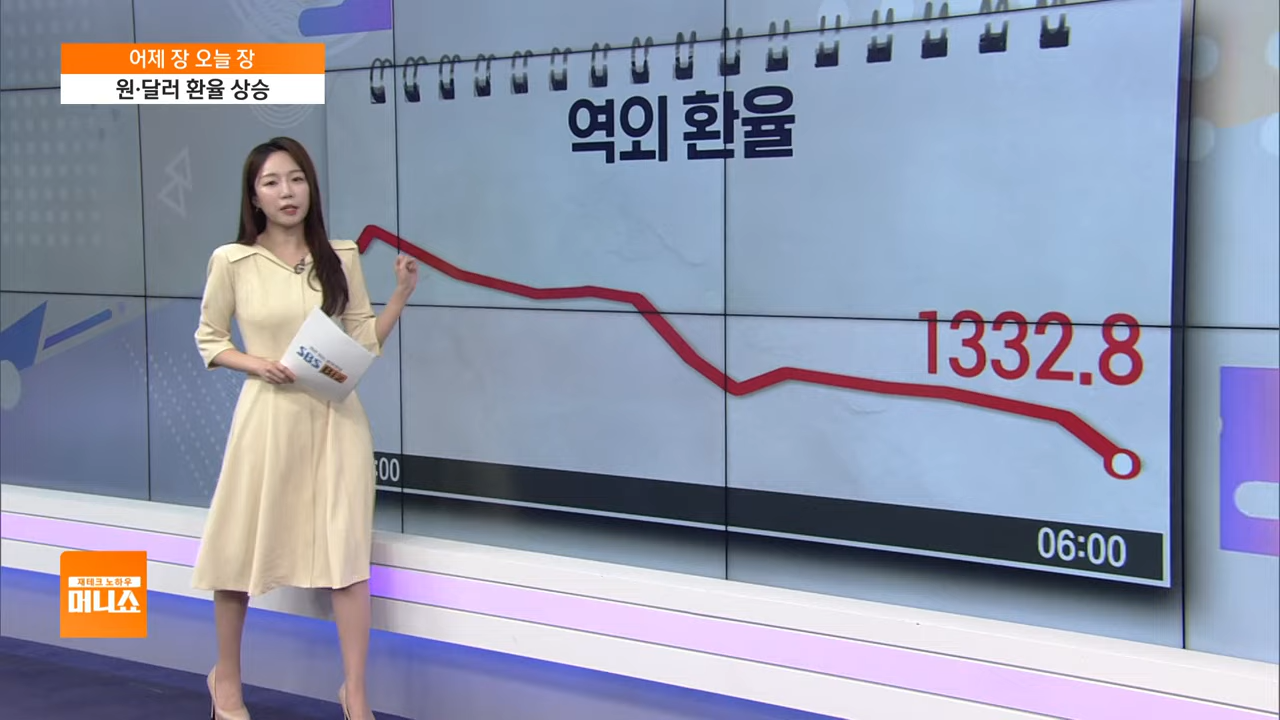 어제 장 오늘 장
원·달러 환율 상승
역외 환율
1332.8
:00
06:00
SBS Biz
재테크 노하우
머니쇼